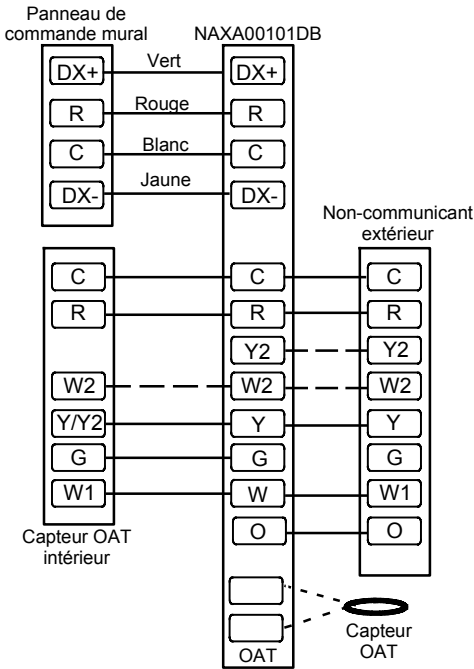 Panneau de
commande mural
NAXA00101DB
DX+ Vert DX+
R Rouge R
C Blanc C
DX- Jaune DX-
Non-communicant
extérieur
C C C
R R R
Y2 Y2
W2 W2 W2
Y/Y2 Y Y
G G G
W1 W W1
O O
Capteur OAT
intérieur
OAT
Capteur
OAT